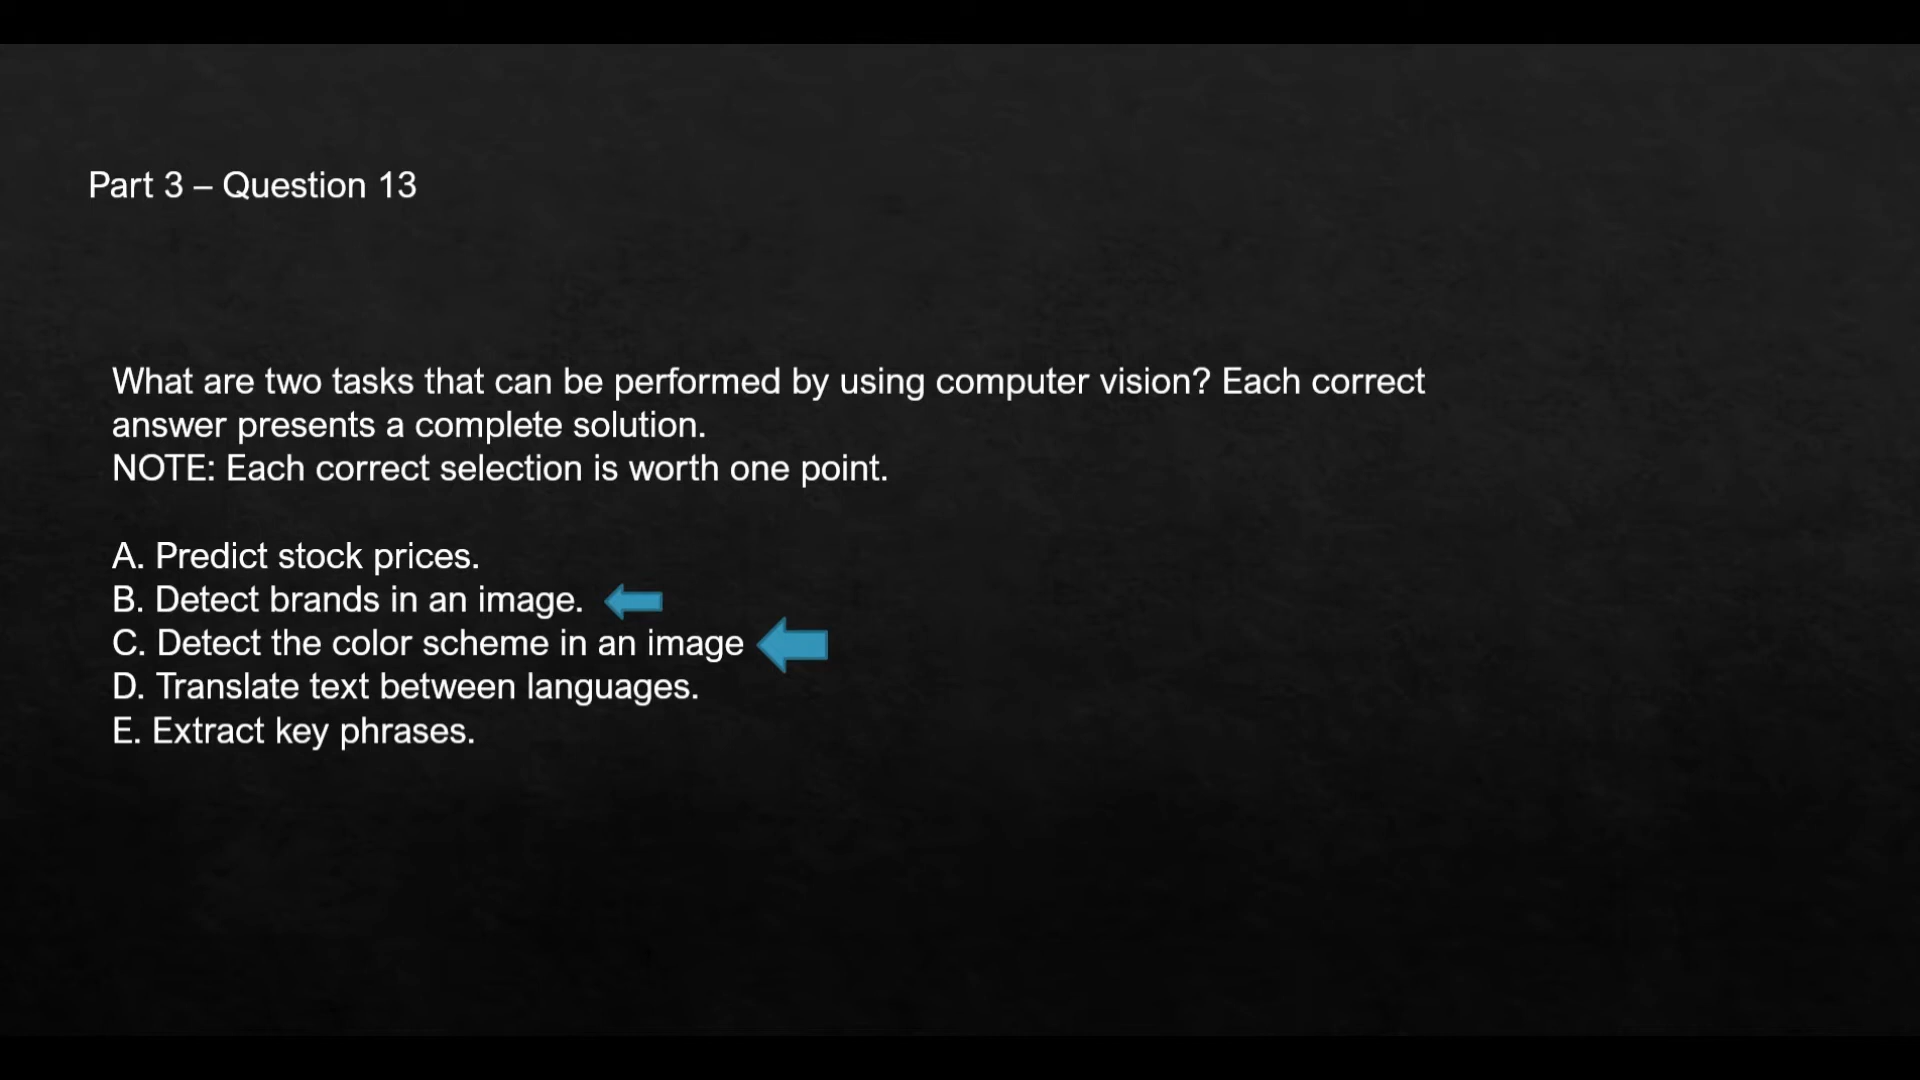 Part 3 – Question 13
What are two tasks that can be performed by using computer vision? Each correct
answer presents a complete solution.
NOTE: Each correct selection is worth one point.
A. Predict stock prices.
B. Detect brands in an image.
C. Detect the color scheme in an image
D. Translate text between languages.
E. Extract key phrases.